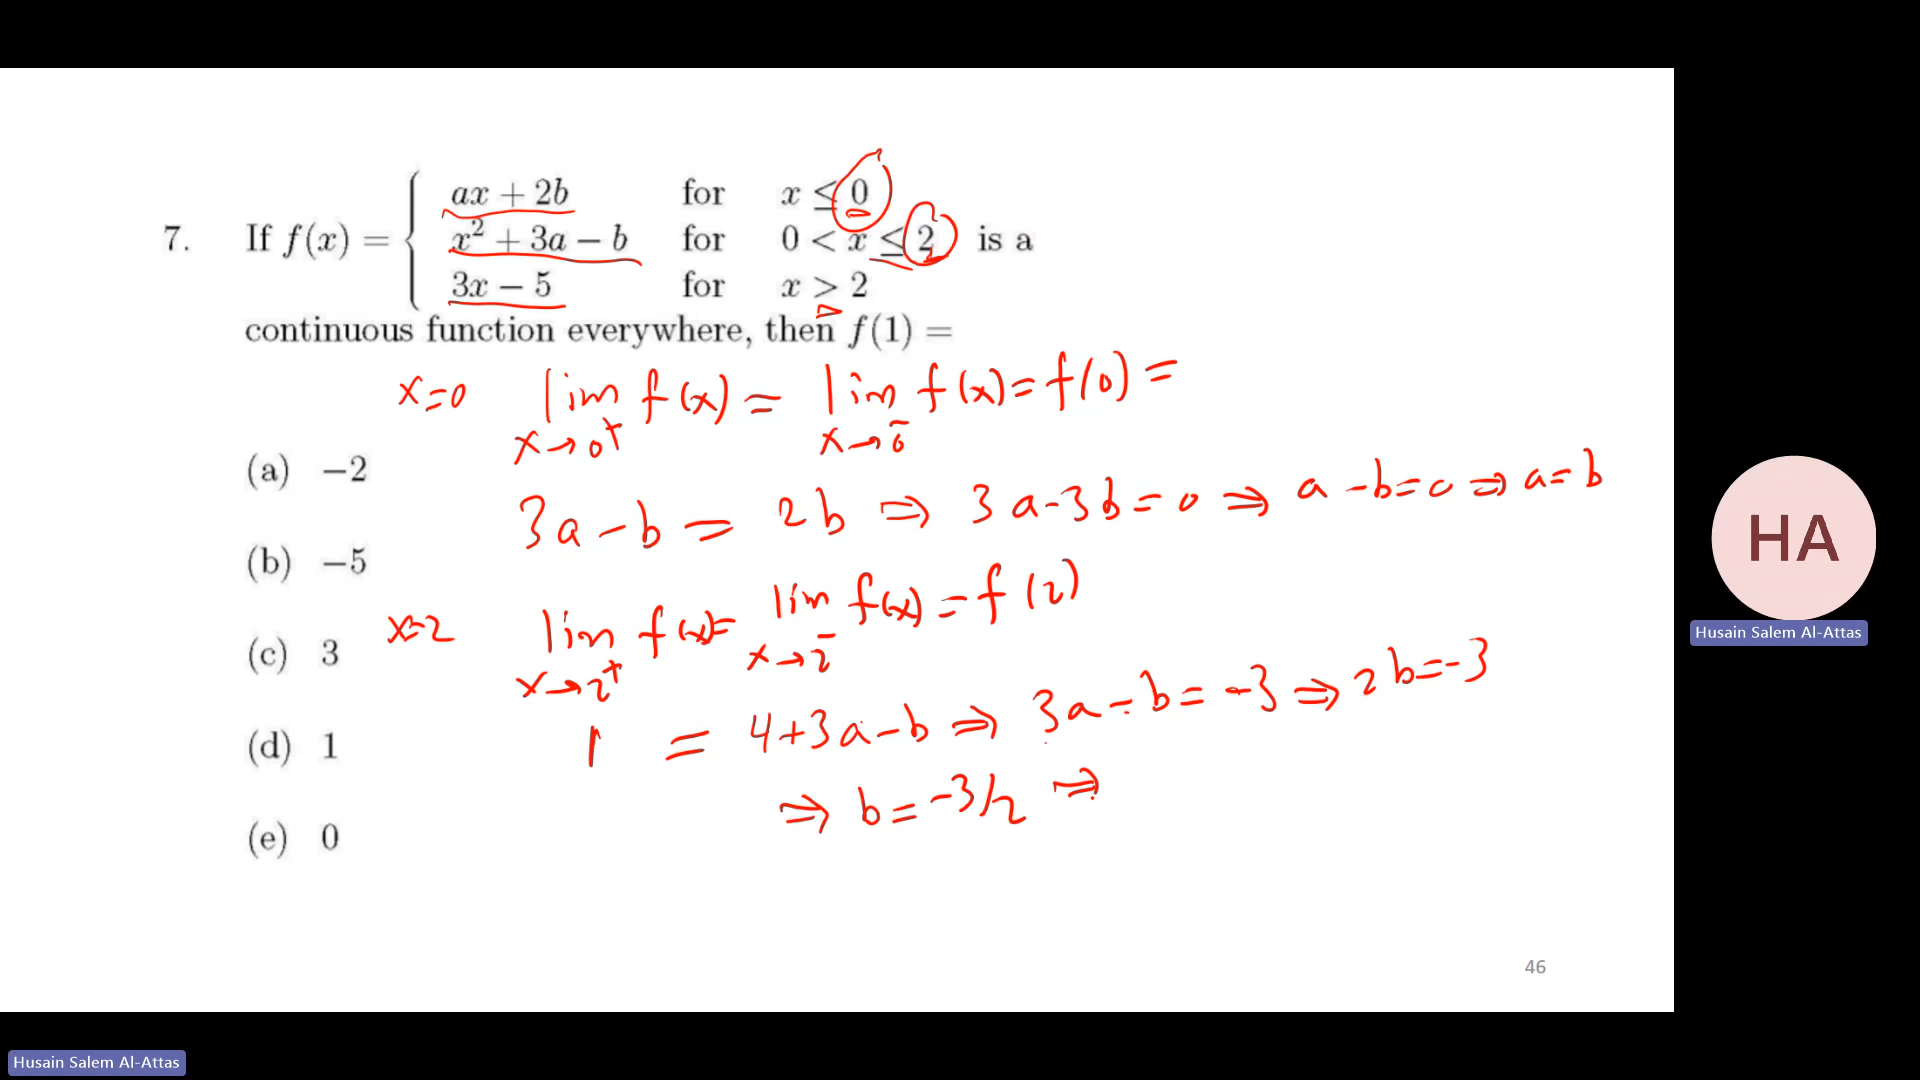 7. If f(x) = { ax + 2b for x ≤ 0
x² + 3a − b for 0 < x ≤ 2 is a
3x − 5 for x > 2
continuous function everywhere, then f(1) =
x=0 lim x→0⁺ f(x) = lim x→0⁻ f(x) = f(0) =
(a) −2
3a − b = 2b ⇒ 3a − 3b = 0 ⇒ a − b = 0 ⇒ a = b
(b) −5
x=2 lim x→2⁺ f(x) = lim x→2⁻ f(x) = f(2)
(c) 3
1 = 4+3a−b ⇒ 3a − b = −3 ⇒ 2b = −3
(d) 1
⇒ b = −3/2 ⇒
(e) 0
46
HA
Husain Salem Al-Attas
Husain Salem Al-Attas